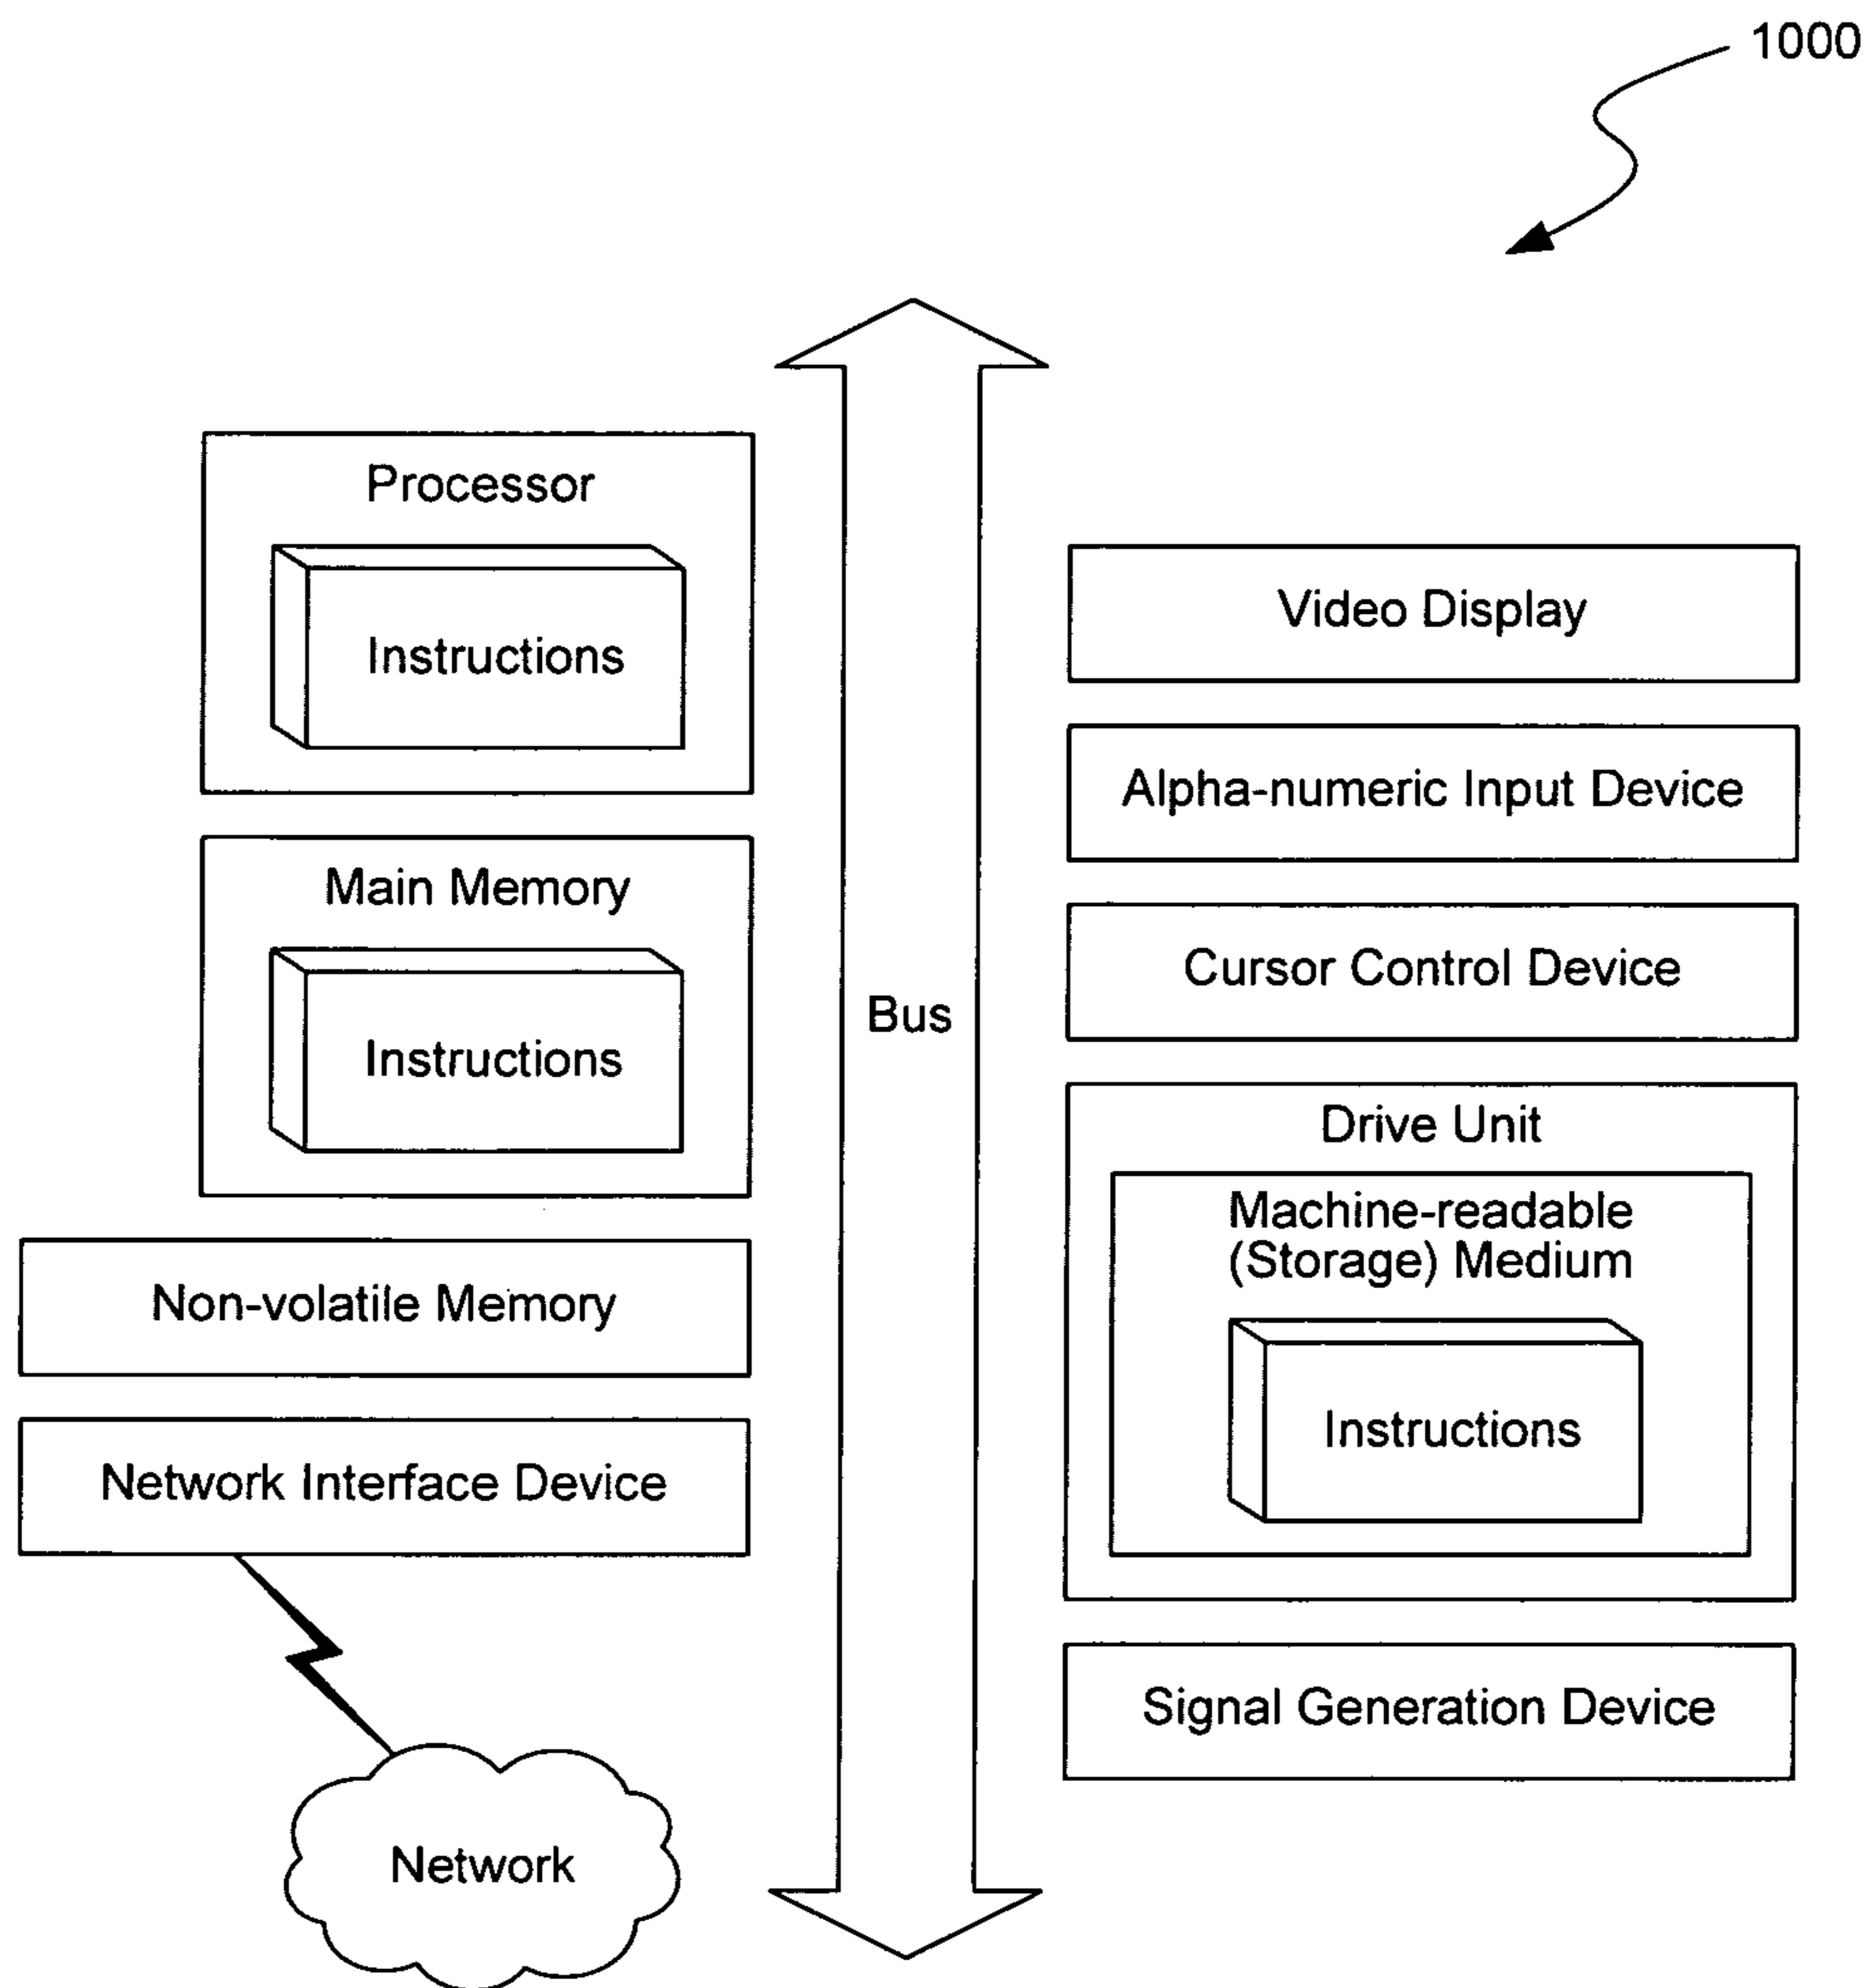 1000
Processor
Instructions
Main Memory
Instructions
Non-volatile Memory
Network Interface Device
Network
Bus
Video Display
Alpha-numeric Input Device
Cursor Control Device
Drive Unit
Machine-readable
(Storage) Medium
Instructions
Signal Generation Device